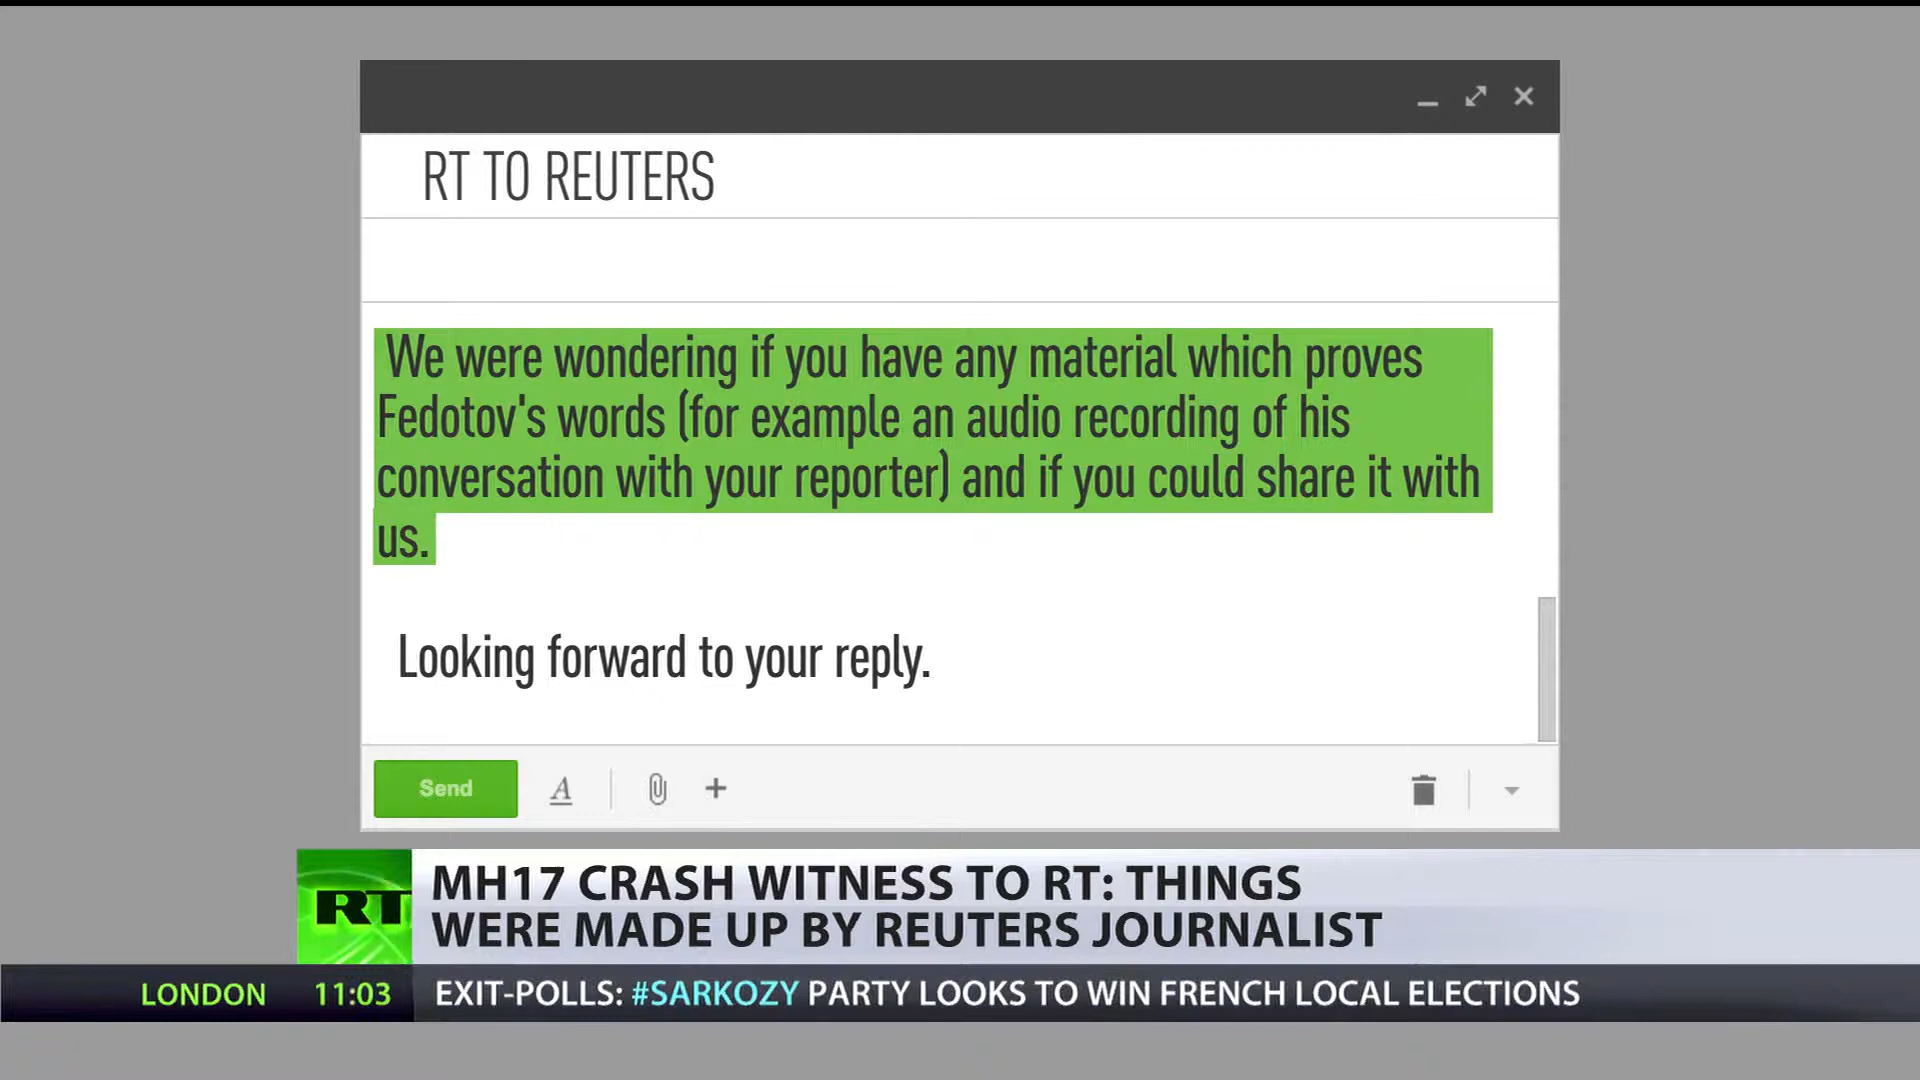 RT TO REUTERS
We were wondering if you have any material which proves
Fedotov's words (for example an audio recording of his
conversation with your reporter) and if you could share it with
us.
Looking forward to your reply.
Send
A
RT
MH17 CRASH WITNESS TO RT: THINGS
WERE MADE UP BY REUTERS JOURNALIST
LONDON 11:03 EXIT-POLLS: #SARKOZY PARTY LOOKS TO WIN FRENCH LOCAL ELECTIONS